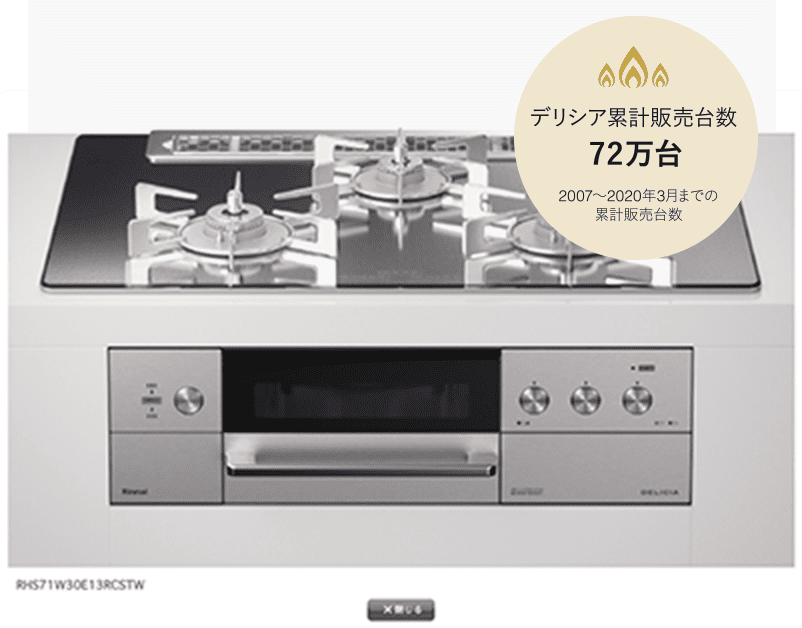 デリシア累計販売台数
72万台
2007〜2020年3月までの
累計販売台数
Rinnai
DELICIA
RHS71W30E13RCSTW
✕閉じる